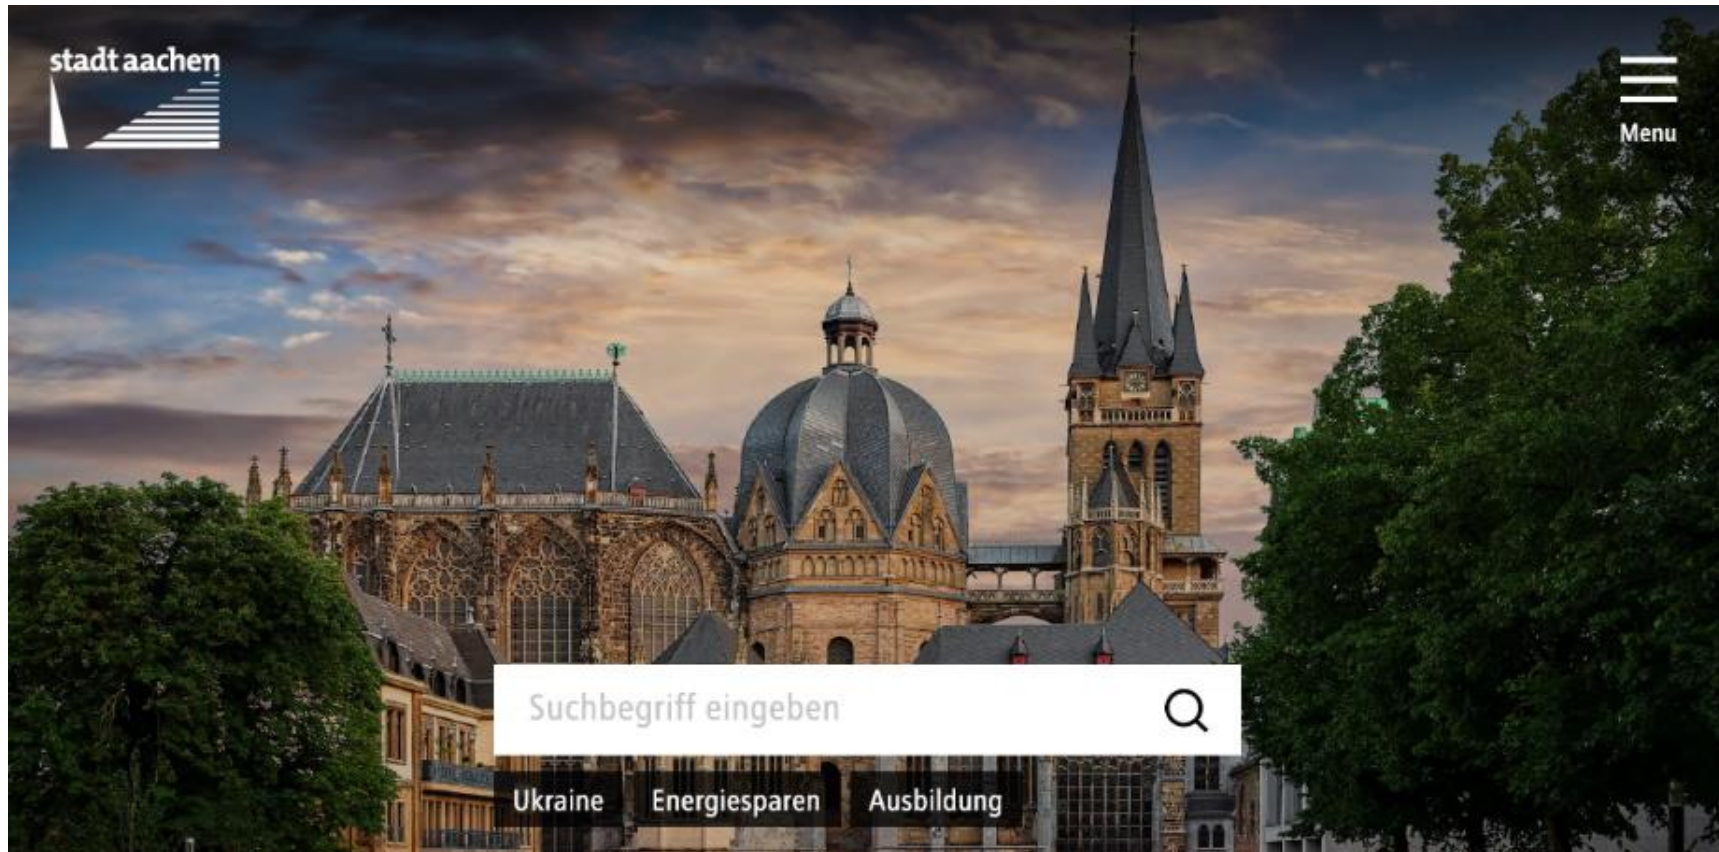 stadt aachen
Menu
Suchbegriff eingeben
Ukraine Energiesparen Ausbildung